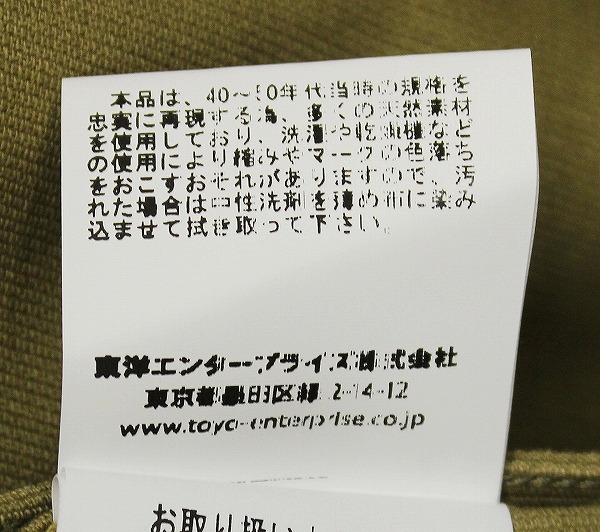 本品は、40〜50年代当時の規格を
忠実に再現する為、多くの素材
を使用しており、洗濯や乾燥機など
の使用により縮みやマークの色落ち
をおこすおそれがあります。汚
れた場合は中性洗剤を薄めに薬み
込ませて拭き取って下さい。
東洋エンタープライズ株式会社
東京都墨田区緑 2-14-12
www.toyo-enterprise.co.jp
お取り扱い